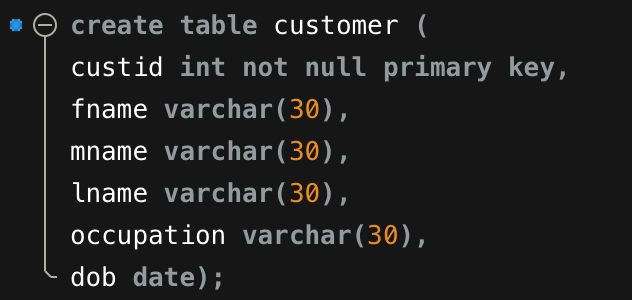 create table customer (
custid int not null primary key,
fname varchar(30),
mname varchar(30),
lname varchar(30),
occupation varchar(30),
dob date);